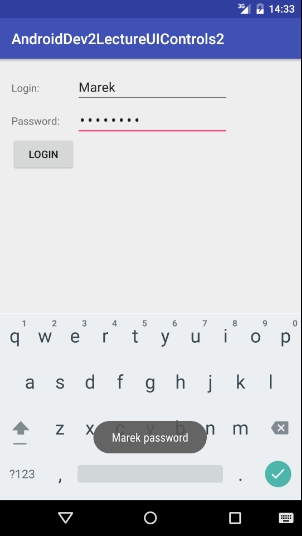 3G 14:33
AndroidDev2LectureUIControls2
Login: Marek
Password: ••••••••
LOGIN
1 2 3 4 5 6 7 8 9 0
q w e r t y u i o p
a s d f g h j k l
z x c v b n m
Marek password
?123 , .